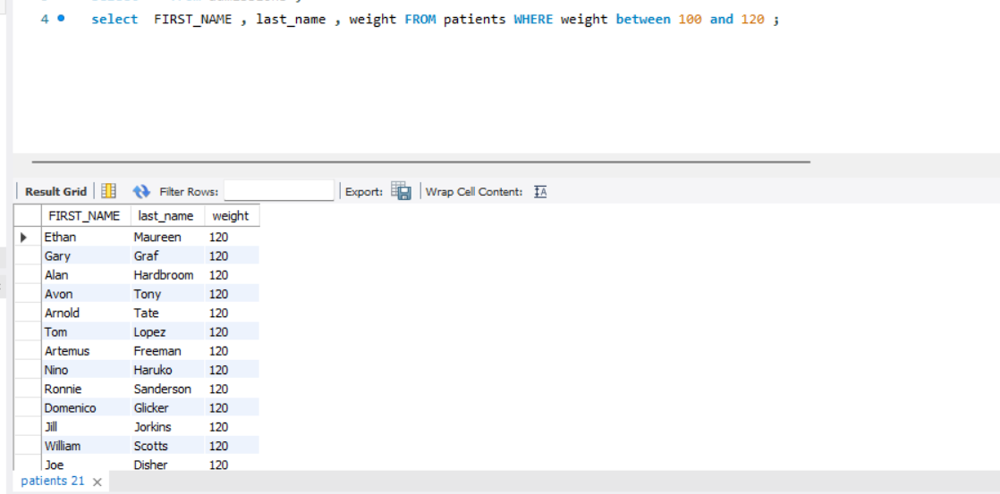 4 select FIRST_NAME , last_name , weight FROM patients WHERE weight between 100 and 120 ;
Result Grid Filter Rows: Export: Wrap Cell Content:
FIRST_NAME last_name weight
Ethan Maureen 120
Gary Graf 120
Alan Hardbroom 120
Avon Tony 120
Arnold Tate 120
Tom Lopez 120
Artemus Freeman 120
Nino Haruko 120
Ronnie Sanderson 120
Domenico Glicker 120
Jill Jorkins 120
William Scotts 120
Joe Disher 120
patients 21